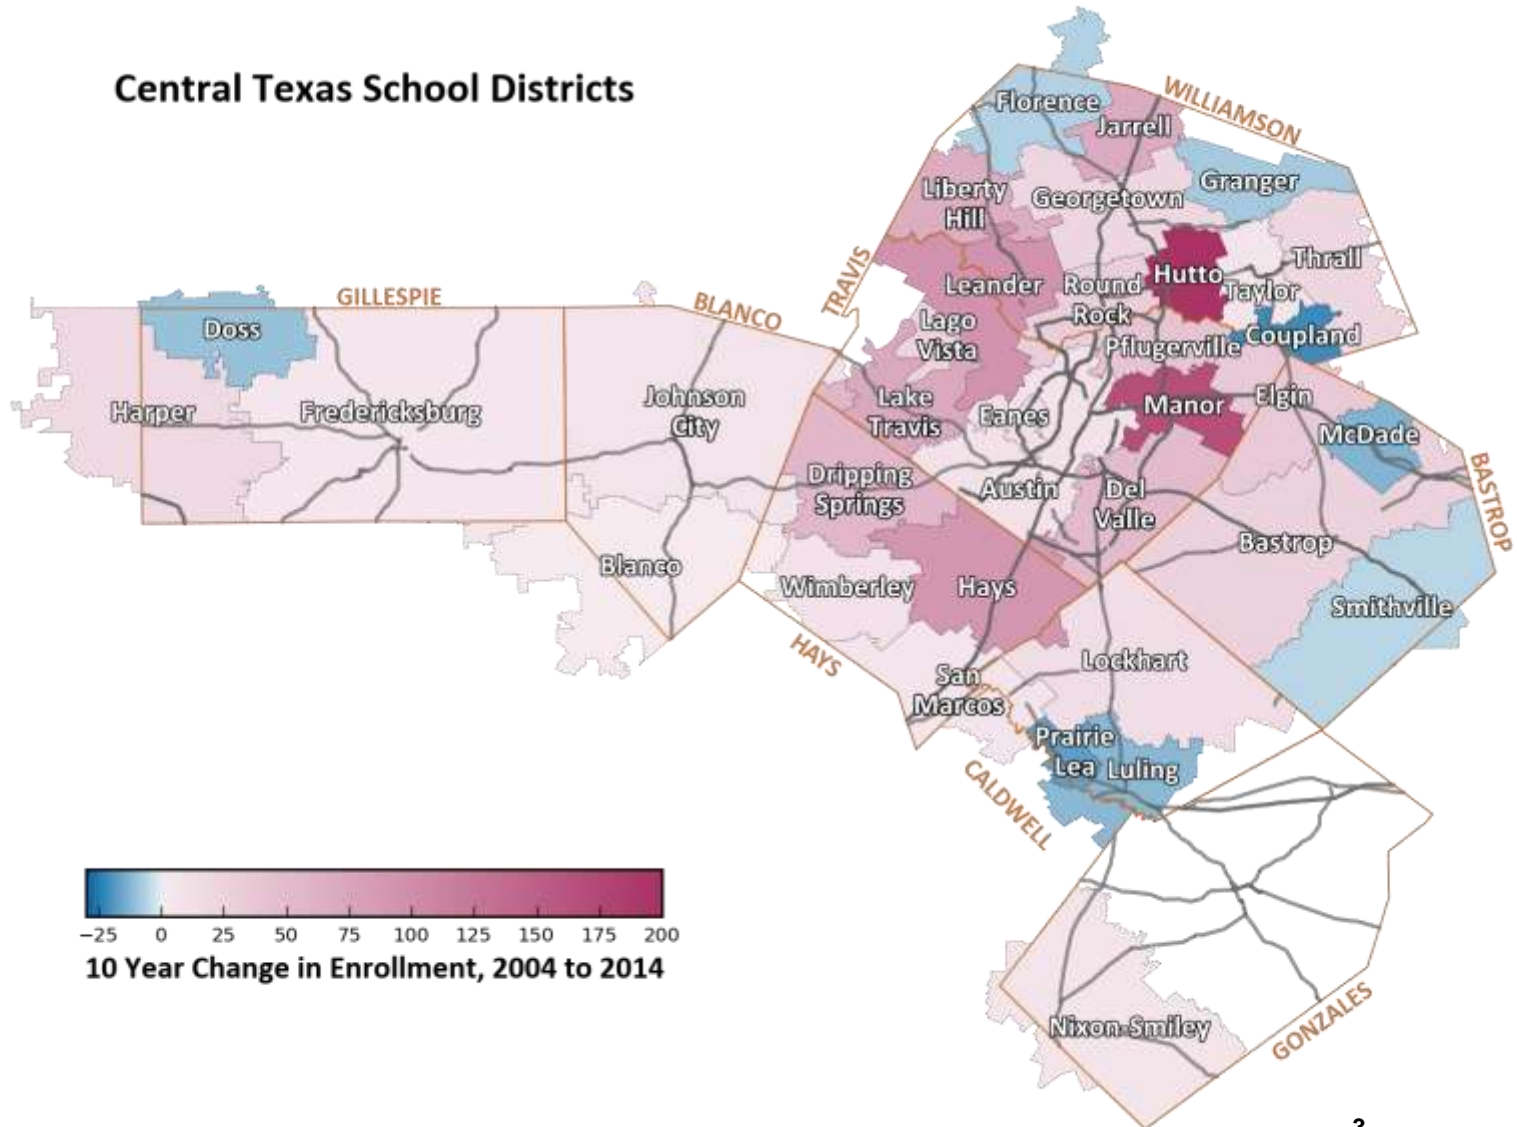 Central Texas School Districts
WILLIAMSON
Florence
Jarrell
Granger
Liberty
Hill
Georgetown
TRAVIS
Thrall
Hutto
Leander
Round
Rock
Taylor
GILLESPIE
BLANCO
Doss
Lago
Vista
Coupland
Pflugerville
Harper
Fredericksburg
Johnson
City
Lake
Travis
Eanes
Manor
Elgin
McDade
BASTROP
Dripping
Springs
Austin
Del
Valle
Bastrop
Blanco
Wimberley
Hays
Smithville
HAYS
San
Marcos
Lockhart
Prairie
Lea
Luling
CALDWELL
−25 0 25 50 75 100 125 150 175 200
10 Year Change in Enrollment, 2004 to 2014
Nixon-Smiley
GONZALES
3